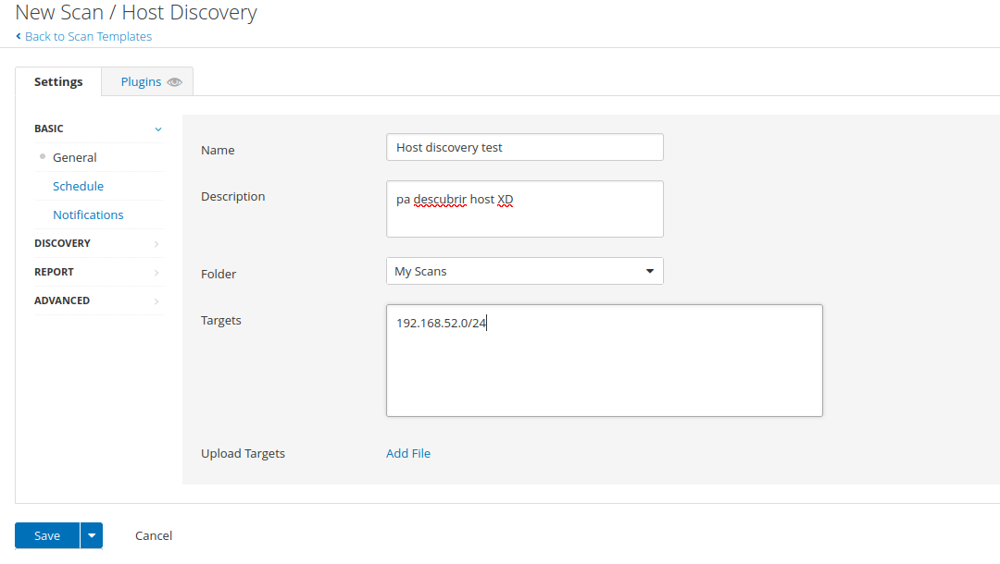 New Scan / Host Discovery
Back to Scan Templates
Settings
Plugins
BASIC
General
Schedule
Notifications
DISCOVERY
REPORT
ADVANCED
Name
Host discovery test
Description
pa descubrir host XD
Folder
My Scans
Targets
192.168.52.0/24
Upload Targets
Add File
Save
Cancel